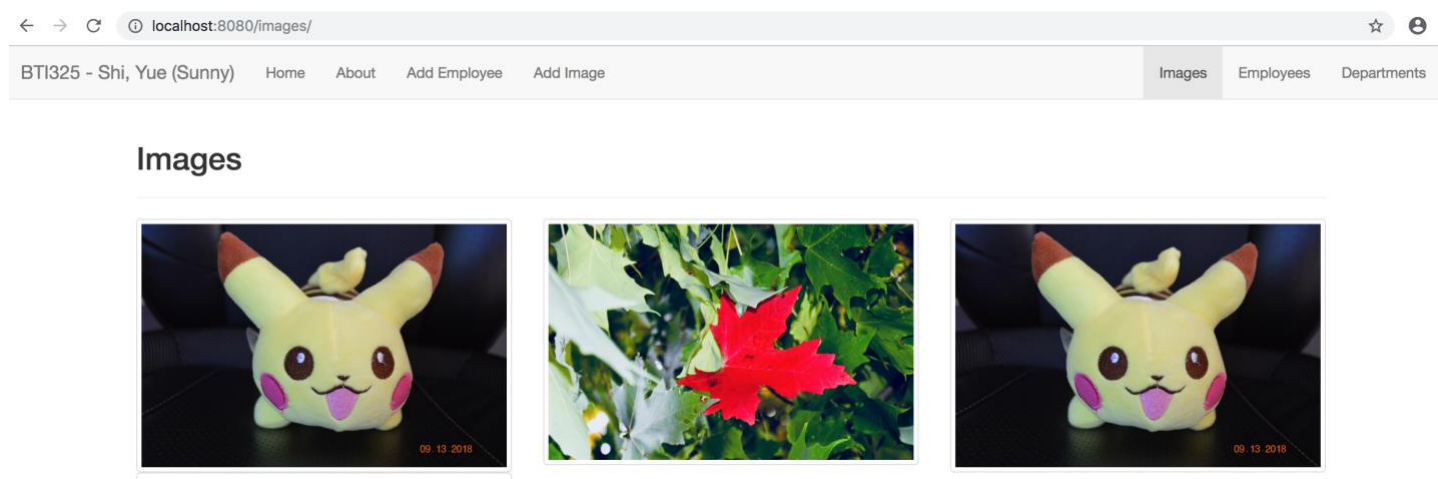 localhost:8080/images/
BTI325 - Shi, Yue (Sunny) Home About Add Employee Add Image Images Employees Departments
Images
09 13 2018
09 13 2018